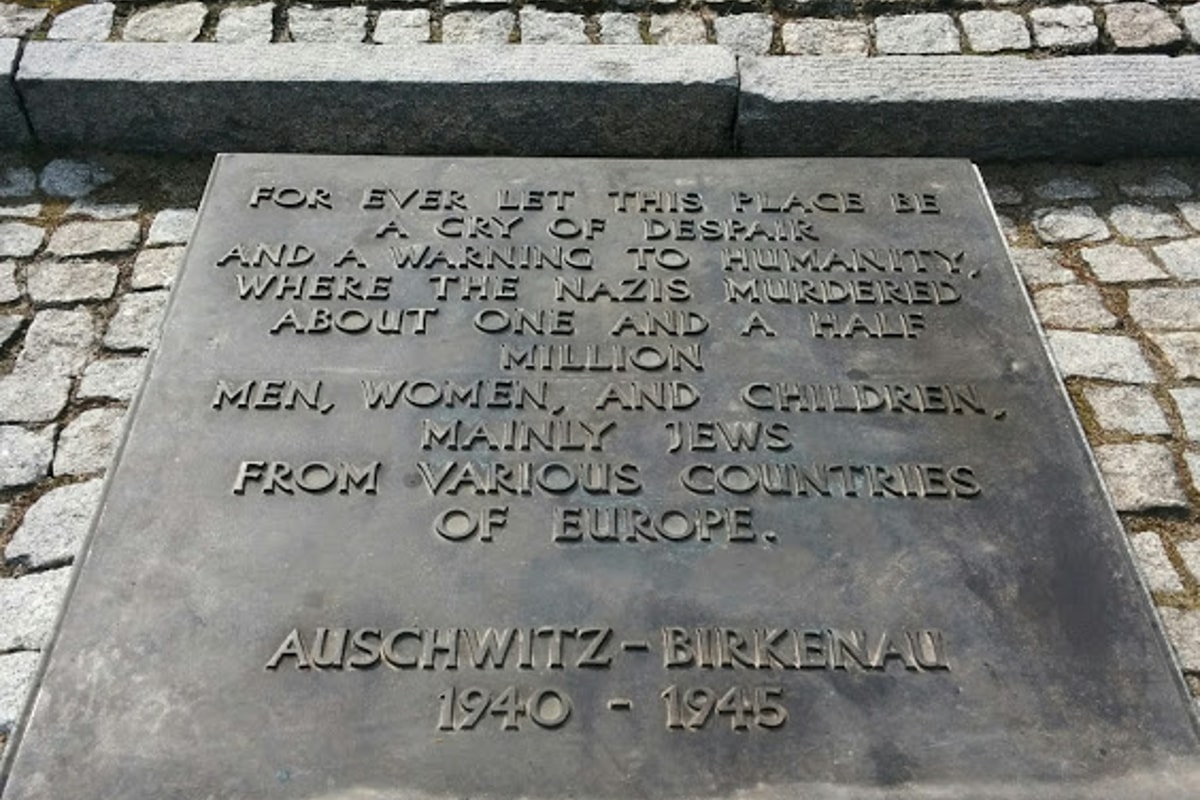 FOR EVER LET THIS PLACE BE
A CRY OF DESPAIR
AND A WARNING TO HUMANITY,
WHERE THE NAZIS MURDERED
ABOUT ONE AND A HALF
MILLION
MEN, WOMEN, AND CHILDREN,
MAINLY JEWS
FROM VARIOUS COUNTRIES
OF EUROPE.
AUSCHWITZ - BIRKENAU
1940 - 1945